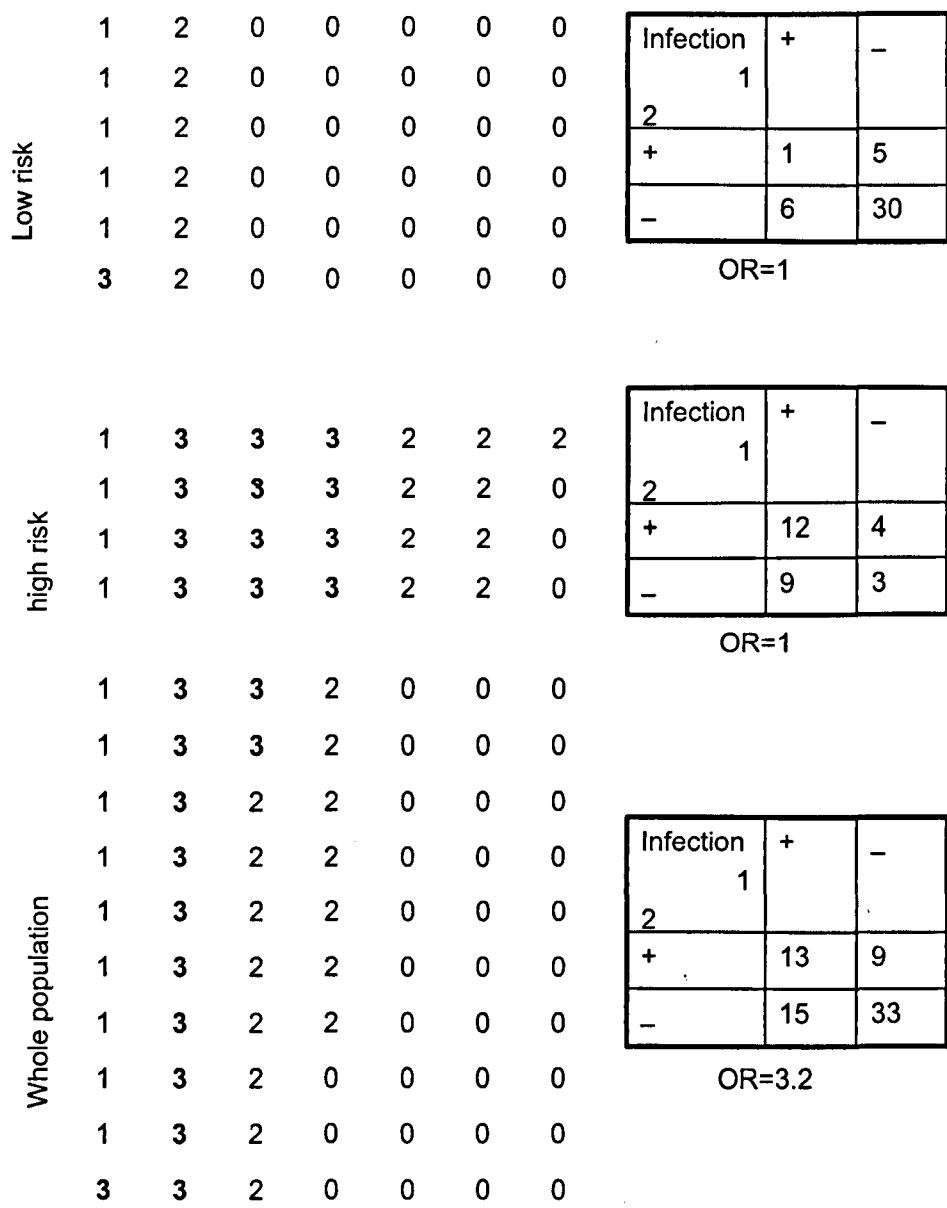 Low risk
1 2 0 0 0 0 0
1 2 0 0 0 0 0
1 2 0 0 0 0 0
1 2 0 0 0 0 0
1 2 0 0 0 0 0
3 2 0 0 0 0 0
Infection + –
1
2
+ 1 5
– 6 30
OR=1
high risk
1 3 3 3 2 2 2
1 3 3 3 2 2 0
1 3 3 3 2 2 0
1 3 3 3 2 2 0
Infection + –
1
2
+ 12 4
– 9 3
OR=1
Whole population
1 3 3 2 0 0 0
1 3 3 2 0 0 0
1 3 2 2 0 0 0
1 3 2 2 0 0 0
1 3 2 2 0 0 0
1 3 2 2 0 0 0
1 3 2 2 0 0 0
1 3 2 0 0 0 0
1 3 2 0 0 0 0
3 3 2 0 0 0 0
Infection + –
1
2
+ 13 9
– 15 33
OR=3.2